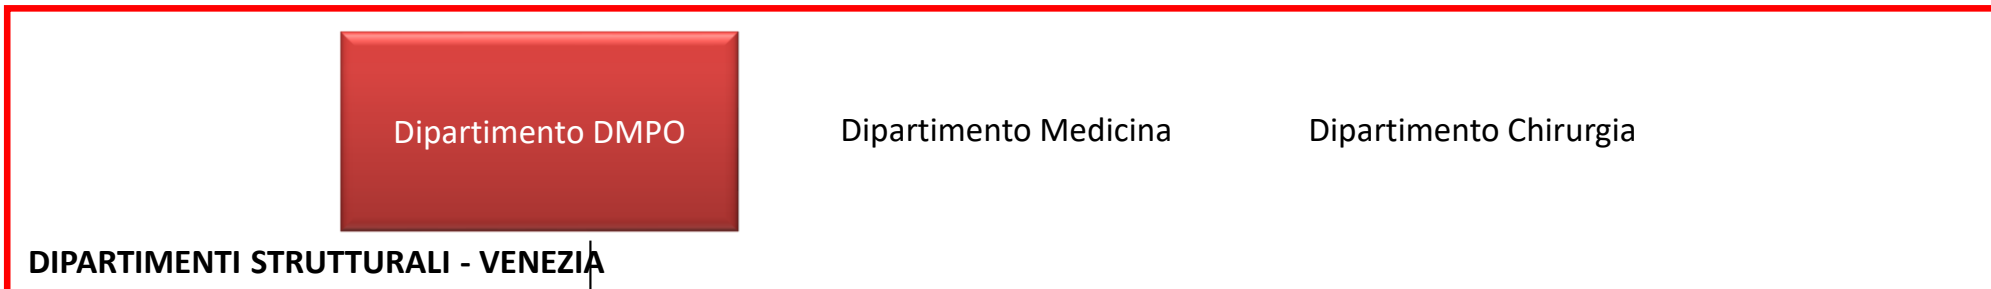 Dipartimento DMPO
Dipartimento Medicina
Dipartimento Chirurgia
DIPARTIMENTI STRUTTURALI - VENEZIA